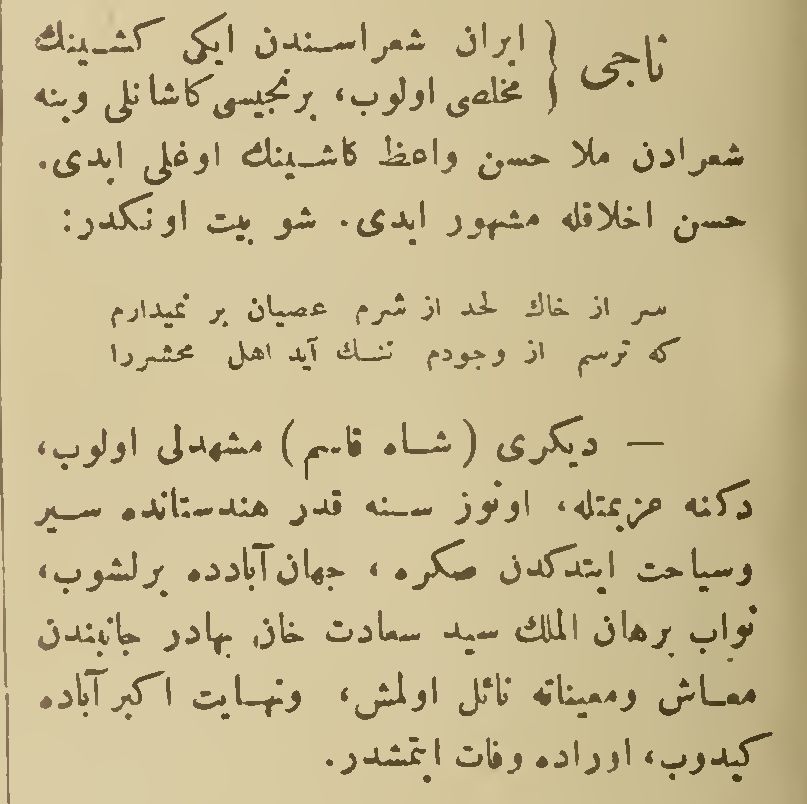 ناجی { ایران شعراسندن ایکی کشینك
مخلصی اولوب، برنجیسی کاشانلی وینه
شعرادن ملا حسن واعظ کاشینك اوغلی ایدی.
حسن اخلاقله مشهور ایدی. شو بیت اونکدر:
سر از خاك لحد از شرم عصیان بر نمیدارم
که ترسم از وجودم ننك آید اهل محشررا
— دیکری (شاه قاسم) مشهدلی اولوب،
دکنه عزیمتله، اوتوز سنه قدر هندستانده سیر
وسیاحت ایتدکدن صکره، جهان آبادده برلشوب،
نواب برهان الملك سید سعادت خان بهادر جانبندن
معاش ومعیناته نائل اولمش، ونهایت اکبر آباده
کیدوب، اوراده وفات ایتمشدر.